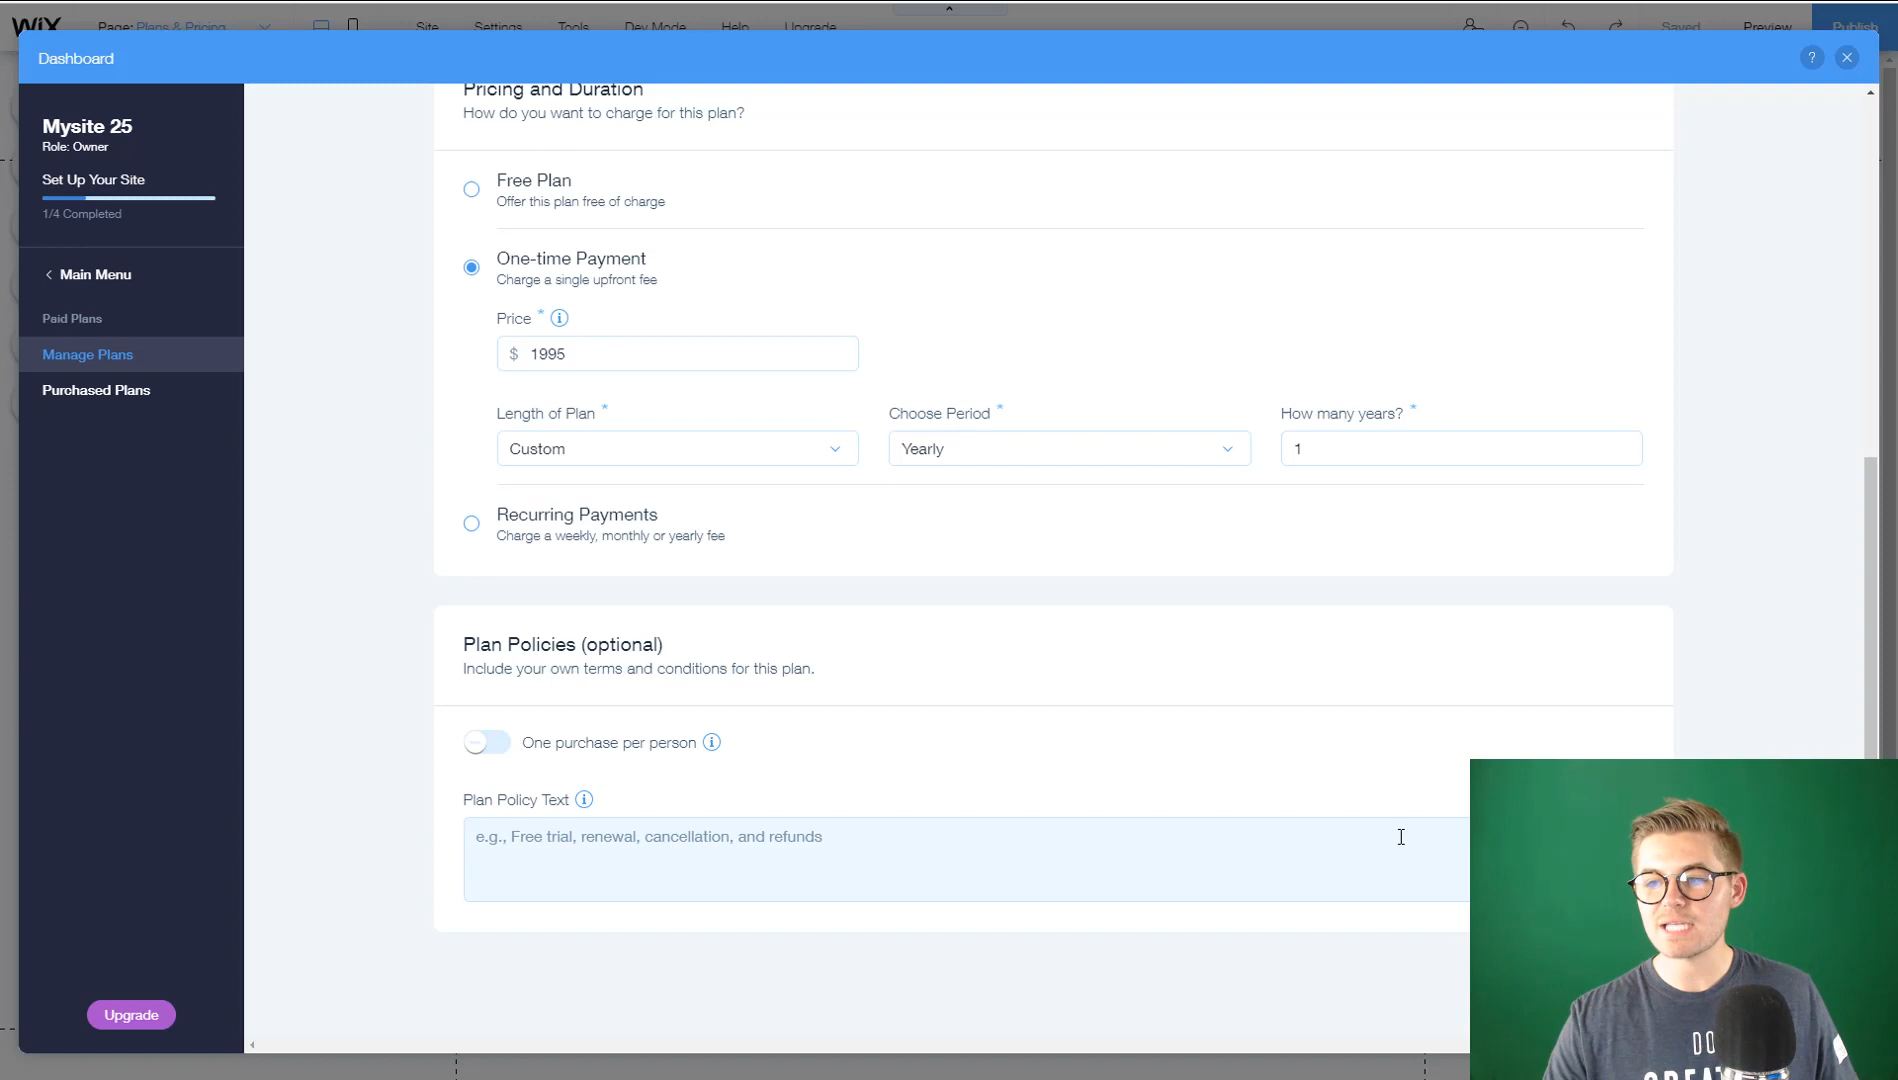 WiX Page: Plans & Pricing Site Settings Tools Dev Mode Help Upgrade Saved Preview Publish
Dashboard ?
Mysite 25
Role: Owner
Set Up Your Site
1/4 Completed
Main Menu
Paid Plans
Manage Plans
Purchased Plans
Upgrade
Pricing and Duration
How do you want to charge for this plan?
Free Plan
Offer this plan free of charge
One-time Payment
Charge a single upfront fee
Price * i
$ 1995
Length of Plan * Choose Period * How many years? *
Custom Yearly 1
Recurring Payments
Charge a weekly, monthly or yearly fee
Plan Policies (optional)
Include your own terms and conditions for this plan.
One purchase per person i
Plan Policy Text i
e.g., Free trial, renewal, cancellation, and refunds